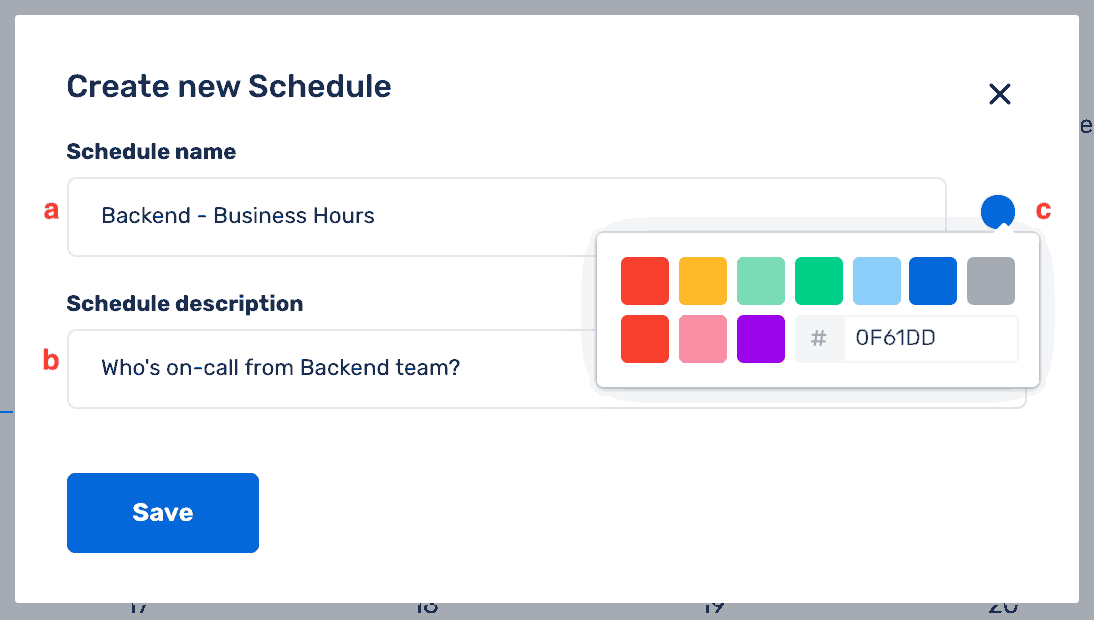 Create new Schedule
e
Schedule name
a
Backend - Business Hours
c
Schedule description
# 0F61DD
b
Who's on-call from Backend team?
Save
17 18 19 20